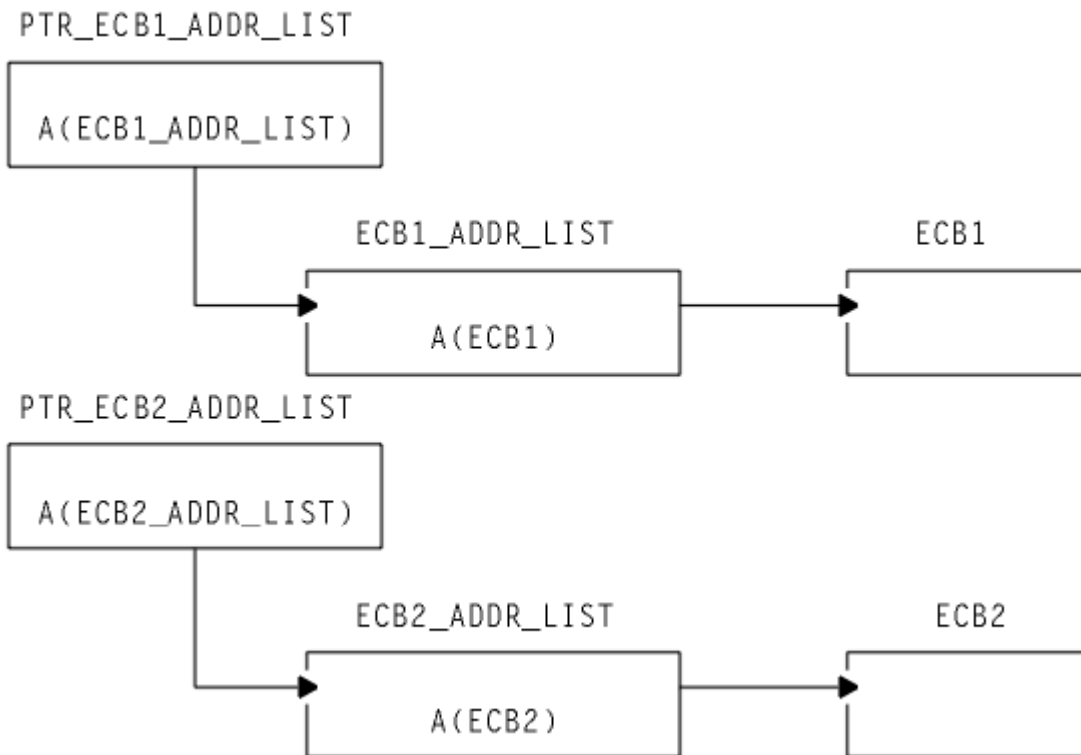 PTR_ECB1_ADDR_LIST
A(ECB1_ADDR_LIST)
ECB1_ADDR_LIST ECB1
A(ECB1)
PTR_ECB2_ADDR_LIST
A(ECB2_ADDR_LIST)
ECB2_ADDR_LIST ECB2
A(ECB2)